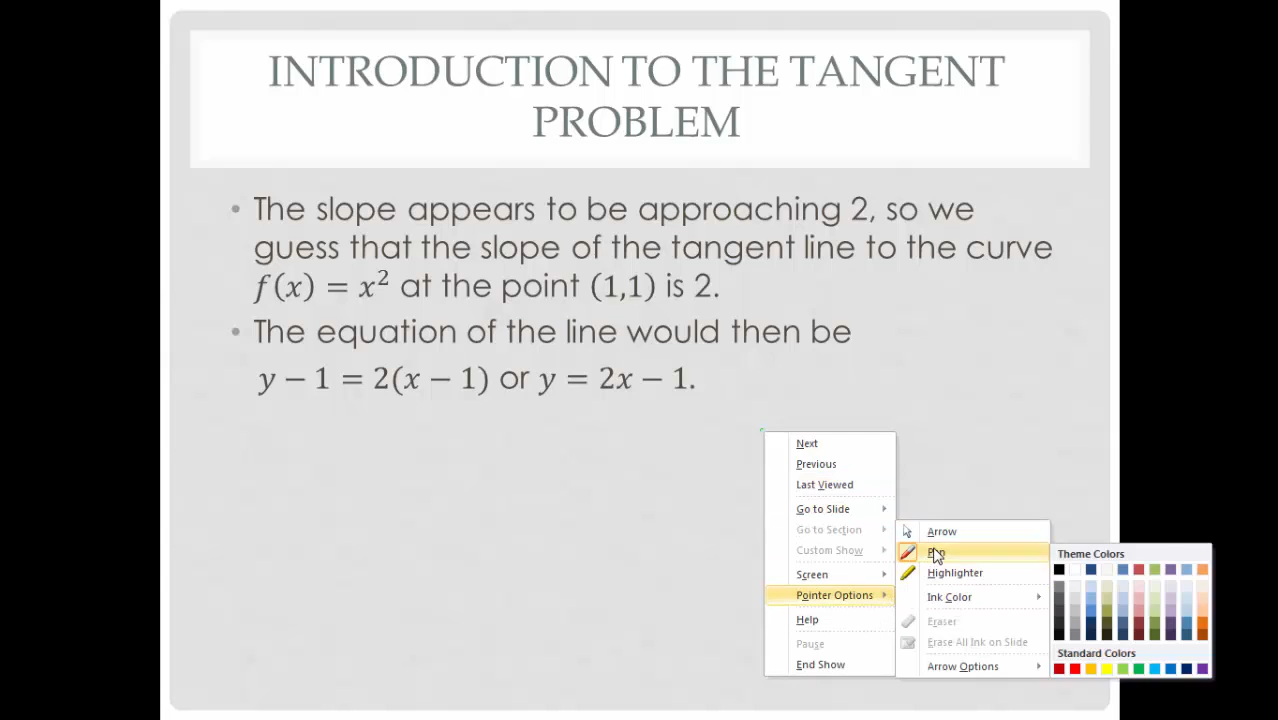 INTRODUCTION TO THE TANGENT
PROBLEM
• The slope appears to be approaching 2, so we
guess that the slope of the tangent line to the curve
f(x) = x² at the point (1,1) is 2.
• The equation of the line would then be
y − 1 = 2(x − 1) or y = 2x − 1.
Next
Previous
Last Viewed
Go to Slide
Go to Section
Custom Show
Screen
Pointer Options
Help
Pause
End Show
Arrow
Highlighter
Ink Color
Eraser
Erase All Ink on Slide
Arrow Options
Theme Colors
Standard Colors